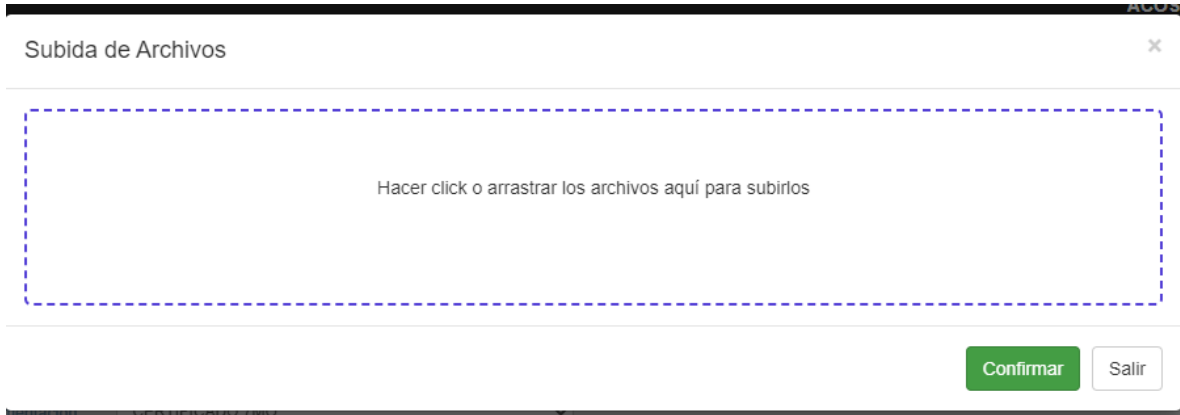 Subida de Archivos
×
Hacer click o arrastrar los archivos aquí para subirlos
Confirmar
Salir